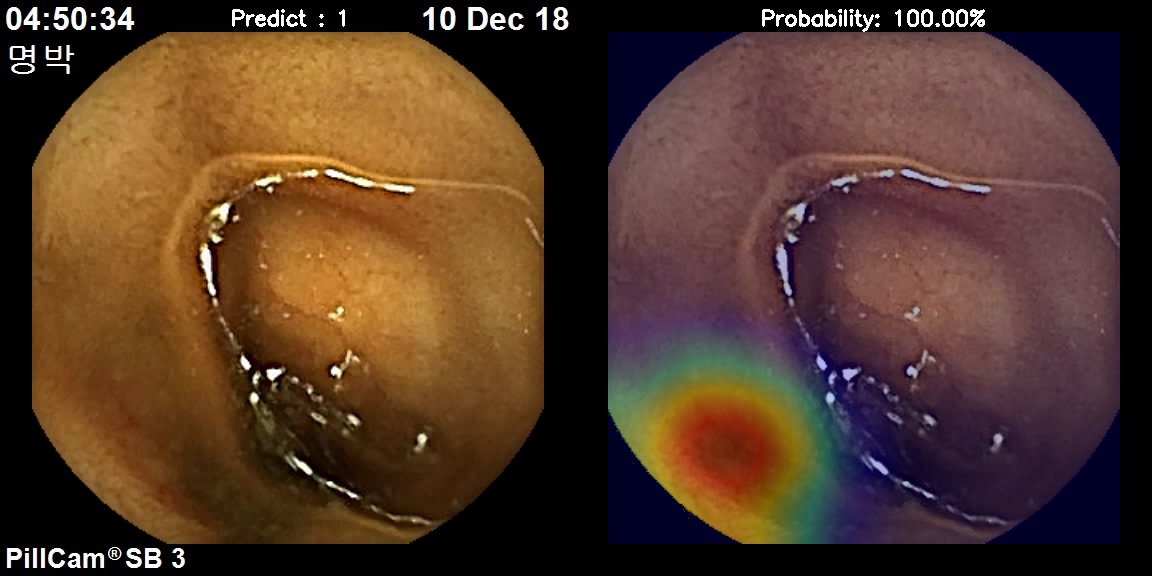 04:50:34
Predict : 1
10 Dec 18
Probability: 100.00%
명박
PillCam® SB 3